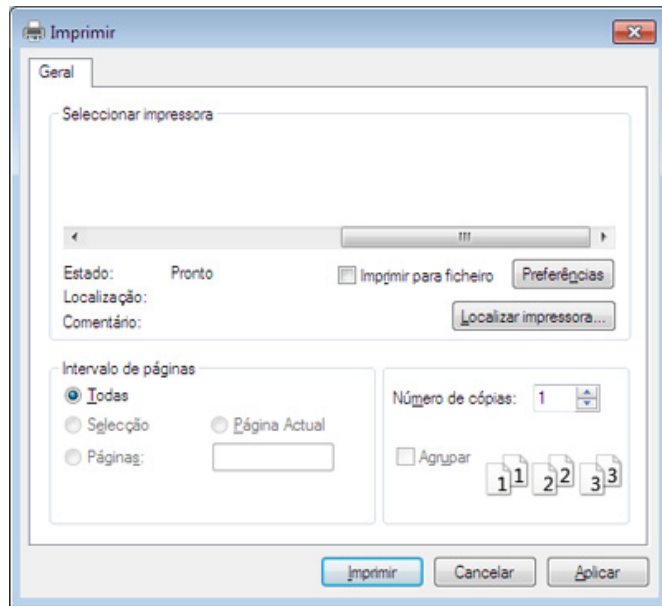 Imprimir
Geral
Seleccionar impressora
Estado: Pronto
Imprimir para ficheiro
Preferências
Localização:
Comentário:
Localizar impressora...
Intervalo de páginas
Todas
Selecção
Página Actual
Páginas:
Número de cópias: 1
Agrupar
1 1 2 2 3 3
Imprimir
Cancelar
Aplicar